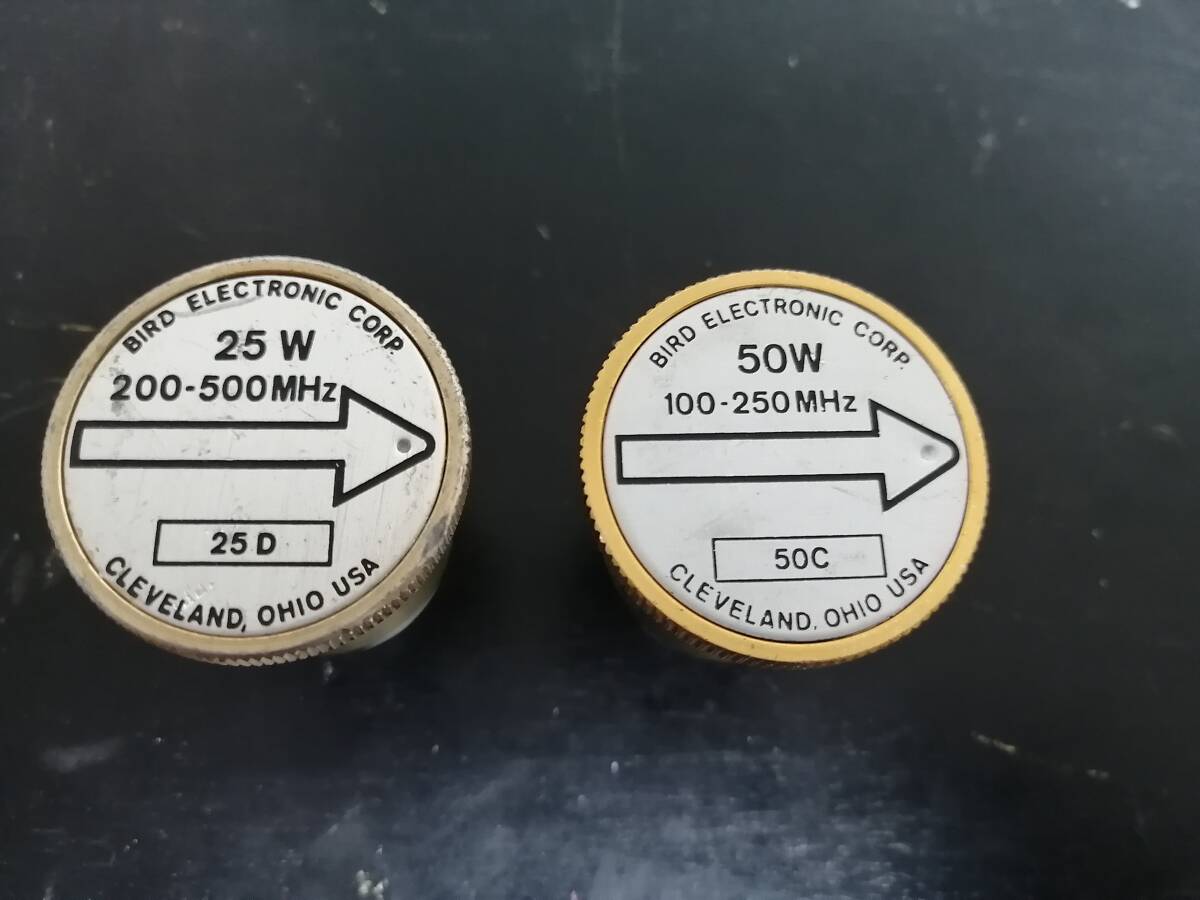 BIRD ELECTRONIC CORP.
25 W
200-500MHz
25 D
CLEVELAND, OHIO USA
BIRD ELECTRONIC CORP.
50W
100-250MHz
50C
CLEVELAND, OHIO USA